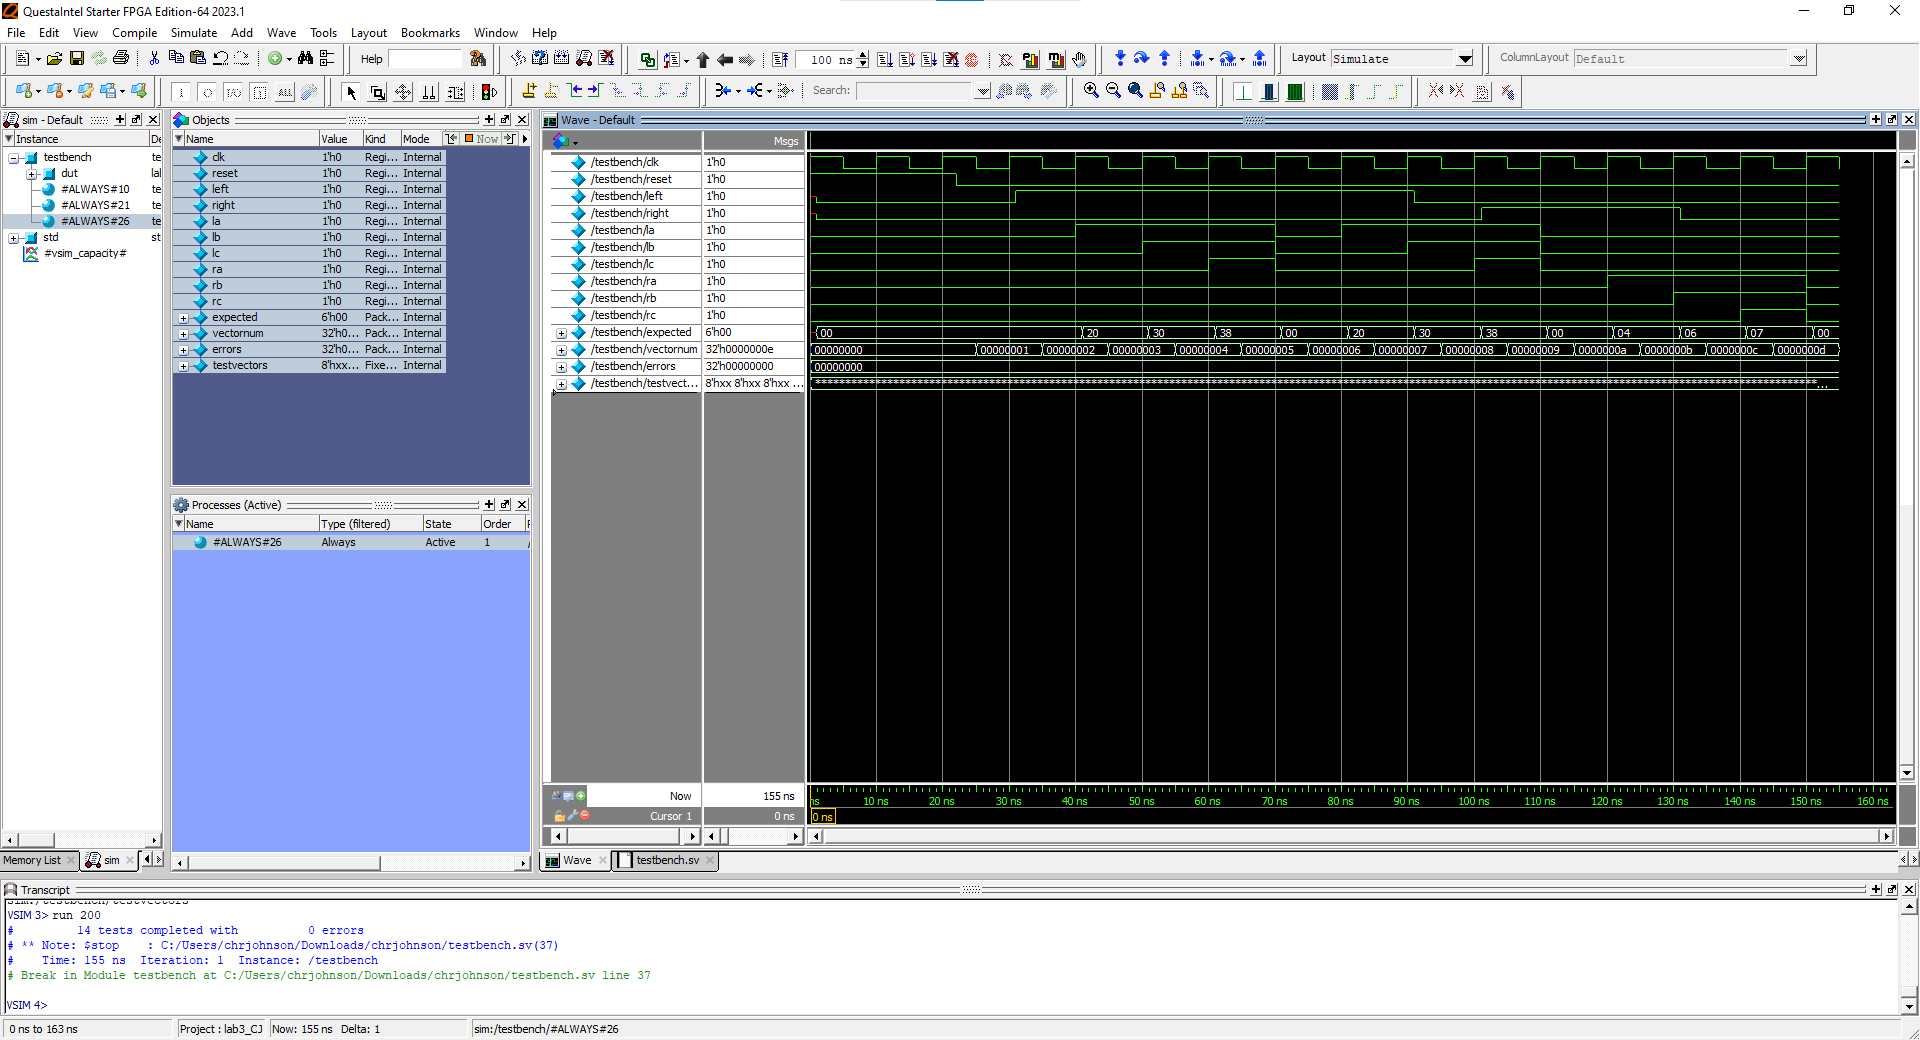 QuestaIntel Starter FPGA Edition-64 2023.1
File Edit View Compile Simulate Add Wave Tools Layout Bookmarks Window Help
Help 100 ns Layout Simulate ColumnLayout Default
Search:
sim - Default
Instance De
testbench te
dut lal
#ALWAYS#10 te
#ALWAYS#21 te
#ALWAYS#26 te
std st
#vsim_capacity#
Memory List sim
Objects
Name Value Kind Mode Now
clk 1'h0 Regi... Internal
reset 1'h0 Regi... Internal
left 1'h0 Regi... Internal
right 1'h0 Regi... Internal
la 1'h0 Regi... Internal
lb 1'h0 Regi... Internal
lc 1'h0 Regi... Internal
ra 1'h0 Regi... Internal
rb 1'h0 Regi... Internal
rc 1'h0 Regi... Internal
expected 6'h00 Pack... Internal
vectornum 32'h0... Pack... Internal
errors 32'h0... Pack... Internal
testvectors 8'hxx... Fixe... Internal
Processes (Active)
Name Type (filtered) State Order
#ALWAYS#26 Always Active 1
Wave - Default
Msgs
/testbench/clk 1'h0
/testbench/reset 1'h0
/testbench/left 1'h0
/testbench/right 1'h0
/testbench/la 1'h0
/testbench/lb 1'h0
/testbench/lc 1'h0
/testbench/ra 1'h0
/testbench/rb 1'h0
/testbench/rc 1'h0
/testbench/expected 6'h00 00 20 30 38 00 20 30 38 00 04 06 07 00
/testbench/vectornum 32'h0000000e 00000000 00000001 00000002 00000003 00000004 00000005 00000006 00000007 00000008 00000009 0000000a 0000000b 0000000c 0000000d
/testbench/errors 32'h00000000 00000000
/testbench/testvect... 8'hxx 8'hxx 8'hxx ...
Now 155 ns ns 10 ns 20 ns 30 ns 40 ns 50 ns 60 ns 70 ns 80 ns 90 ns 100 ns 110 ns 120 ns 130 ns 140 ns 150 ns 160 ns
Cursor 1 0 ns 0 ns
Wave testbench.sv
Transcript
sim:/testbench/testvectors
VSIM 3> run 200
# 14 tests completed with 0 errors
# ** Note: $stop : C:/Users/chrjohnson/Downloads/chrjohnson/testbench.sv(37)
# Time: 155 ns Iteration: 1 Instance: /testbench
# Break in Module testbench at C:/Users/chrjohnson/Downloads/chrjohnson/testbench.sv line 37
VSIM 4>
0 ns to 163 ns Project : lab3_CJ Now: 155 ns Delta: 1 sim:/testbench/#ALWAYS#26